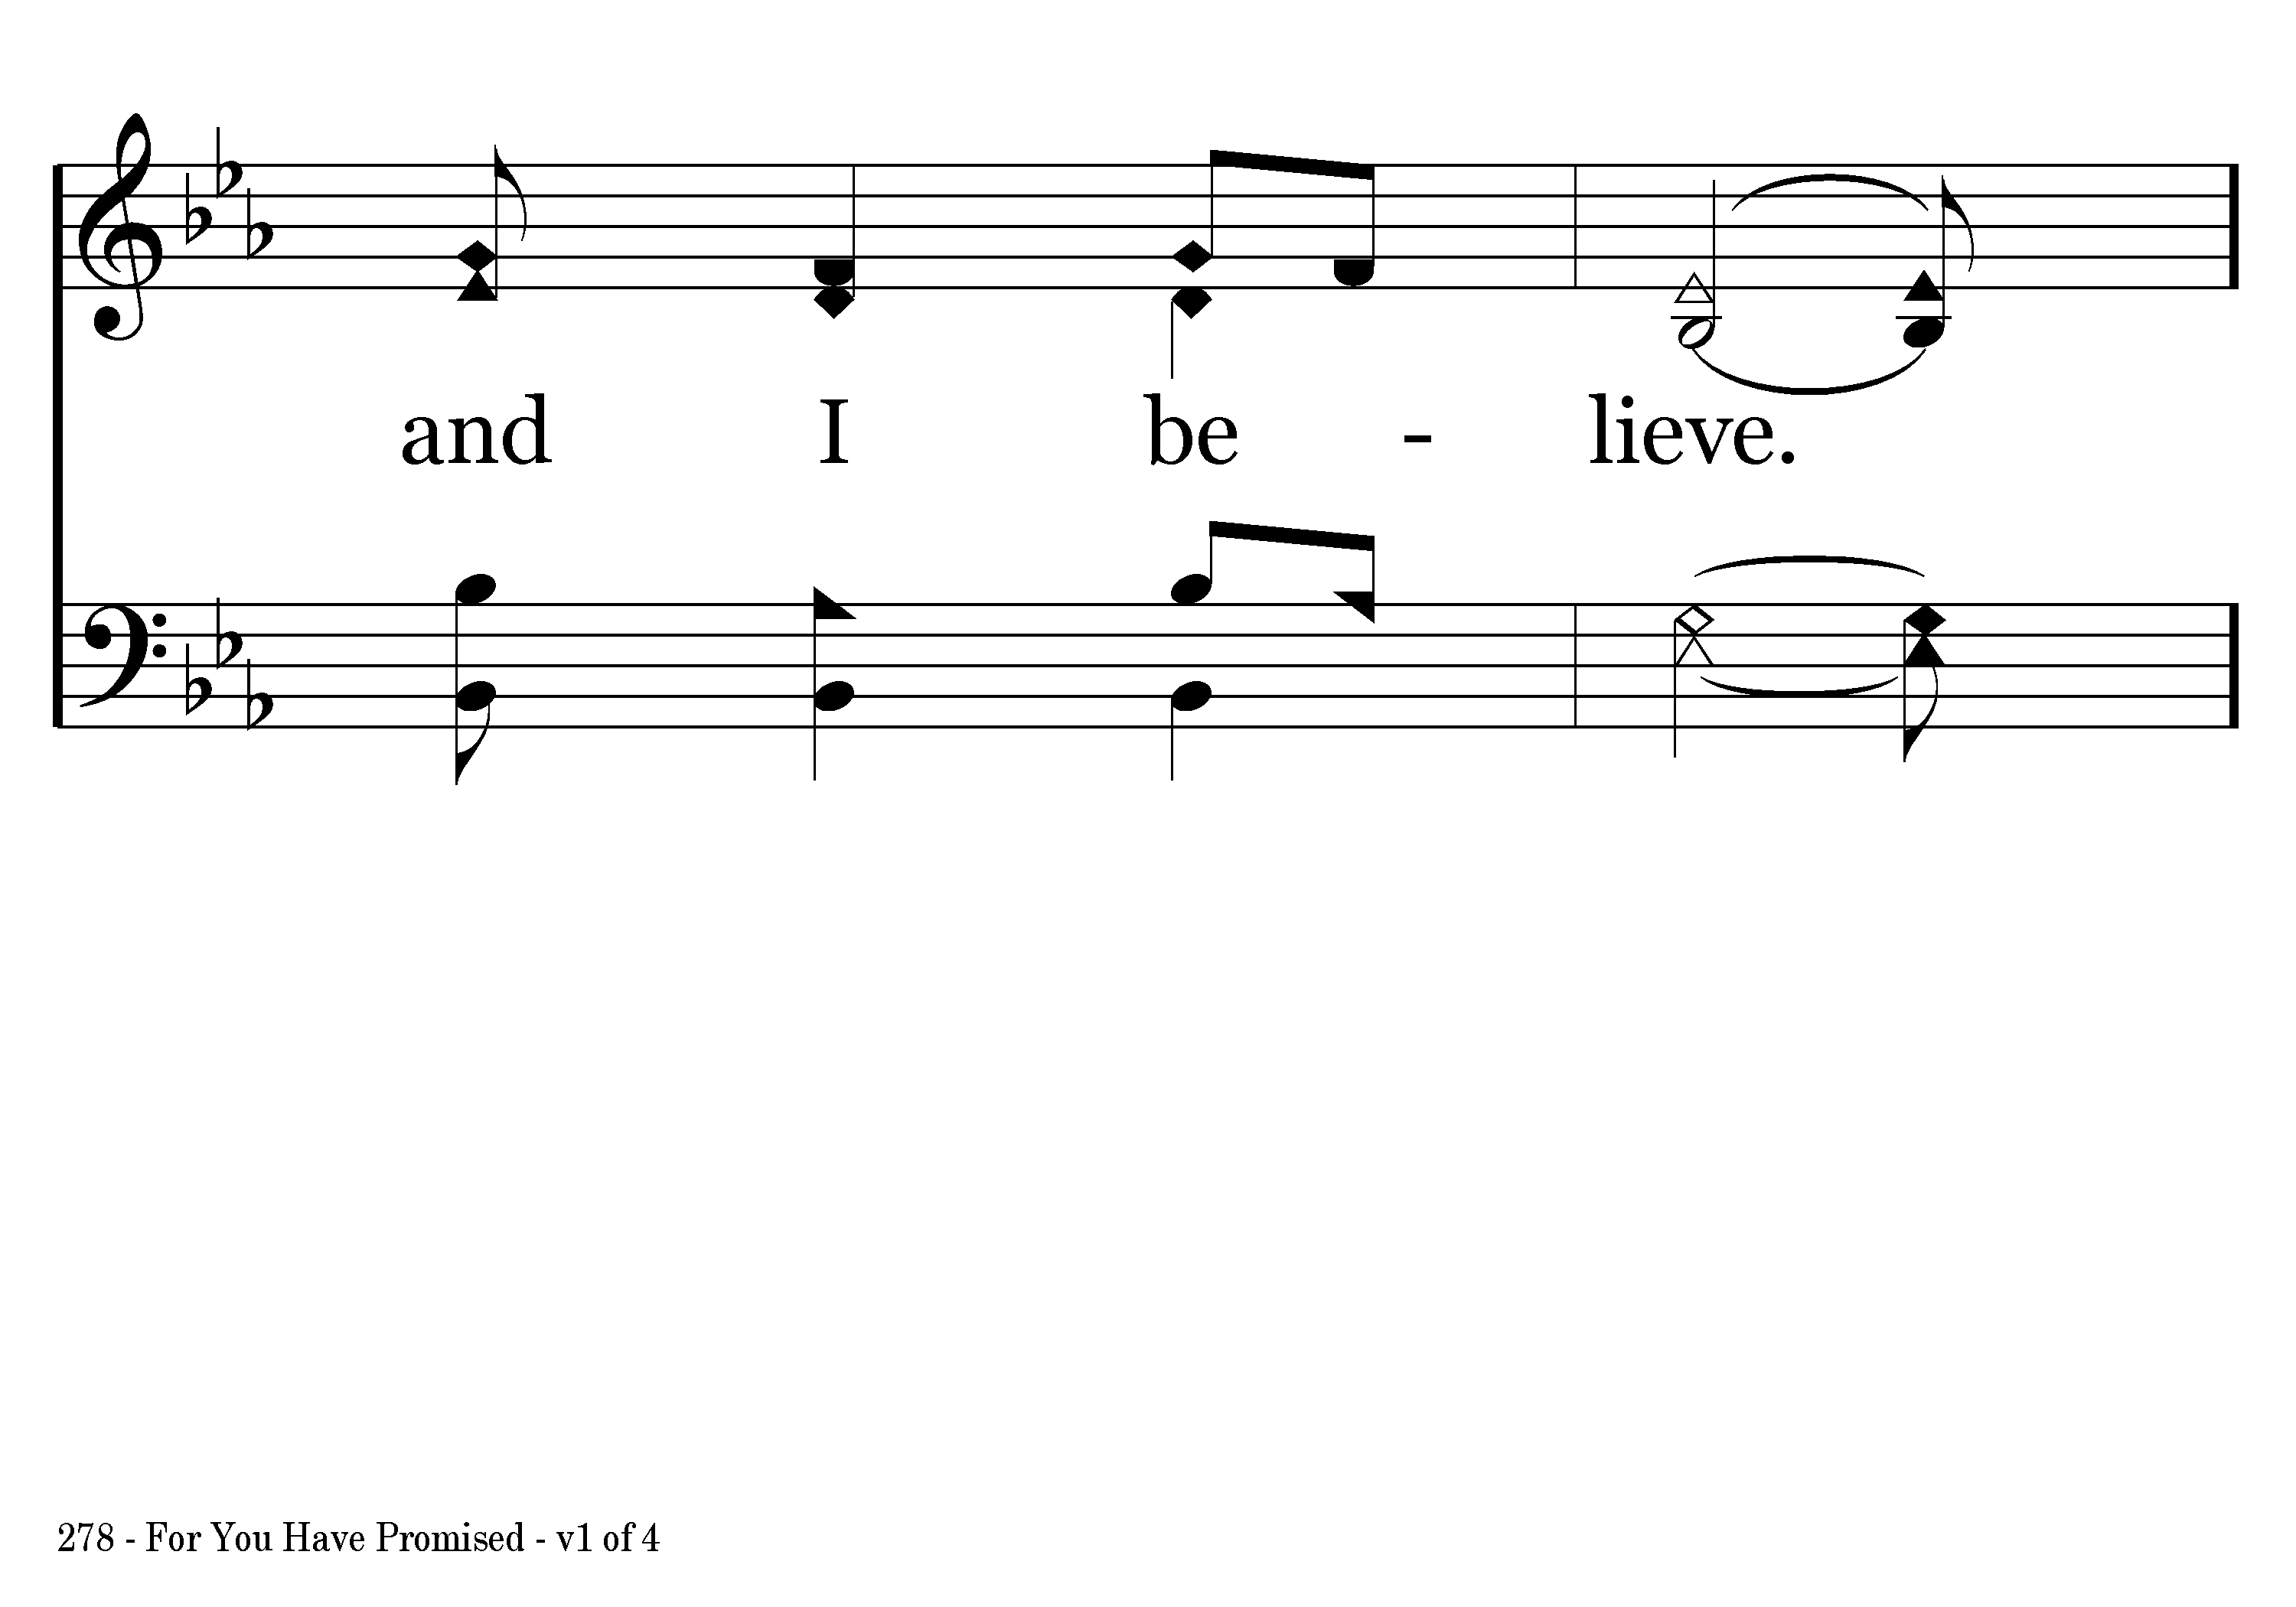 and I be - lieve.
278 - For You Have Promised - v1 of 4